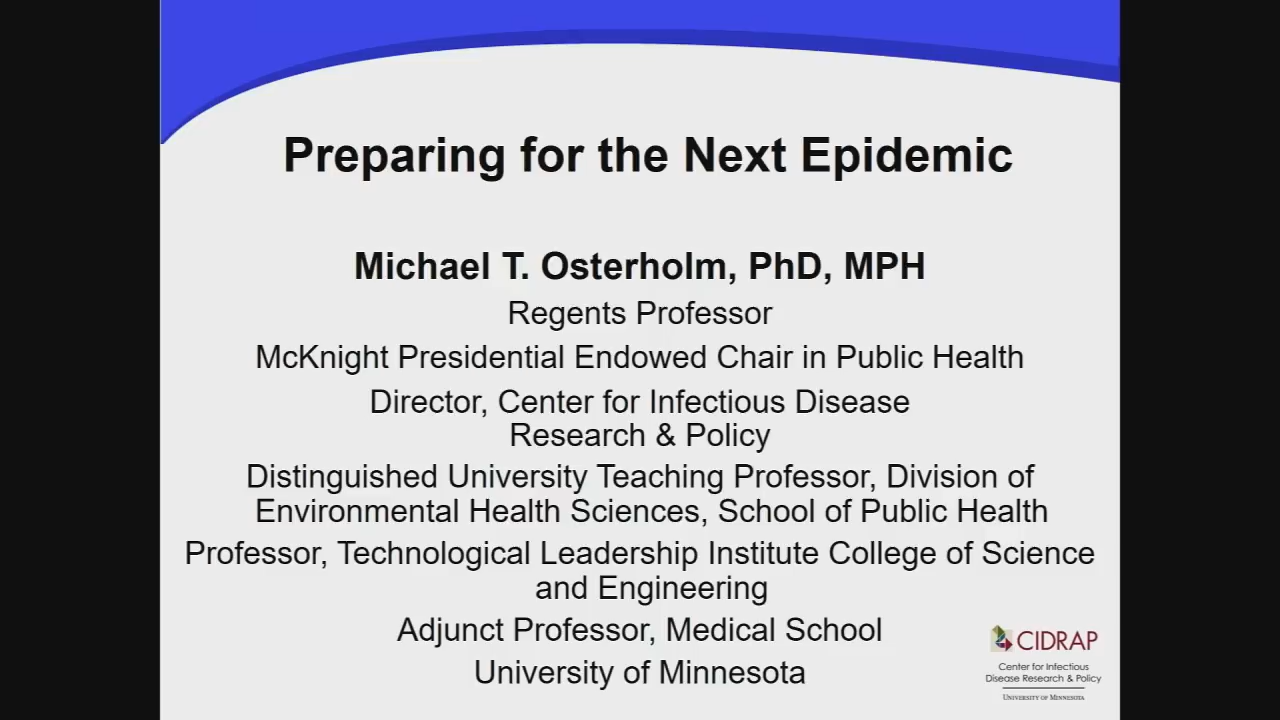 Preparing for the Next Epidemic
Michael T. Osterholm, PhD, MPH
Regents Professor
McKnight Presidential Endowed Chair in Public Health
Director, Center for Infectious Disease
Research & Policy
Distinguished University Teaching Professor, Division of
Environmental Health Sciences, School of Public Health
Professor, Technological Leadership Institute College of Science
and Engineering
Adjunct Professor, Medical School
University of Minnesota
CIDRAP
Center for Infectious
Disease Research & Policy
UNIVERSITY OF MINNESOTA